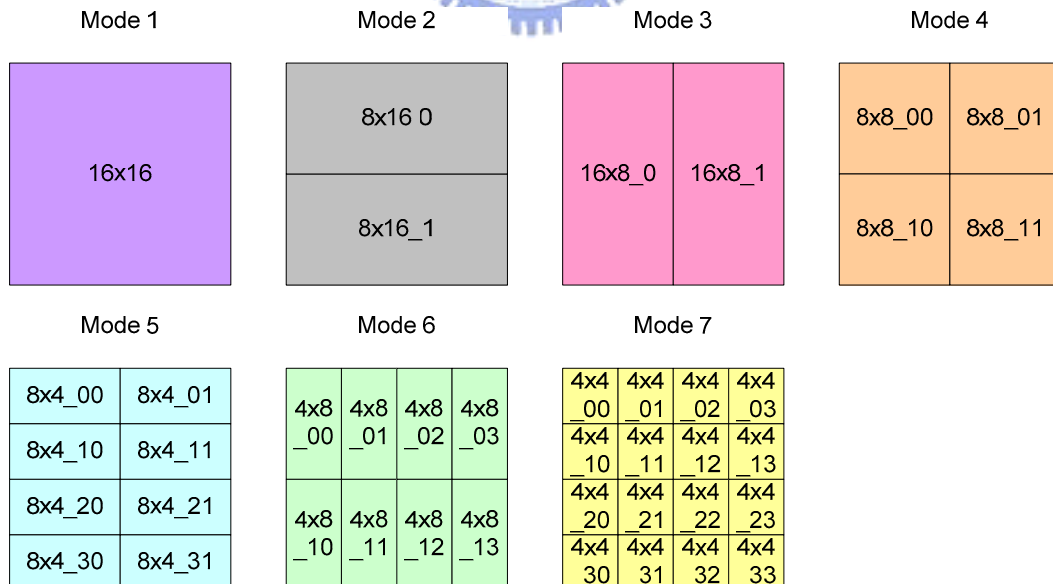 Mode 1
Mode 2
Mode 3
Mode 4
16x16
8x16 0
8x16_1
16x8_0
16x8_1
8x8_00
8x8_01
8x8_10
8x8_11
Mode 5
Mode 6
Mode 7
8x4_00
8x4_01
8x4_10
8x4_11
8x4_20
8x4_21
8x4_30
8x4_31
4x8
_00
4x8
_01
4x8
_02
4x8
_03
4x8
_10
4x8
_11
4x8
_12
4x8
_13
4x4
_00
4x4
_01
4x4
_02
4x4
_03
4x4
_10
4x4
_11
4x4
_12
4x4
_13
4x4
_20
4x4
_21
4x4
_22
4x4
_23
4x4
30
4x4
31
4x4
32
4x4
33